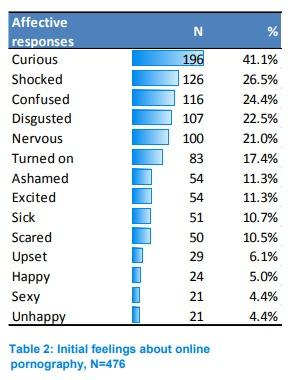 Affective
responses N %
Curious 196 41.1%
Shocked 126 26.5%
Confused 116 24.4%
Disgusted 107 22.5%
Nervous 100 21.0%
Turned on 83 17.4%
Ashamed 54 11.3%
Excited 54 11.3%
Sick 51 10.7%
Scared 50 10.5%
Upset 29 6.1%
Happy 24 5.0%
Sexy 21 4.4%
Unhappy 21 4.4%
Table 2: Initial feelings about online
pornography, N=476